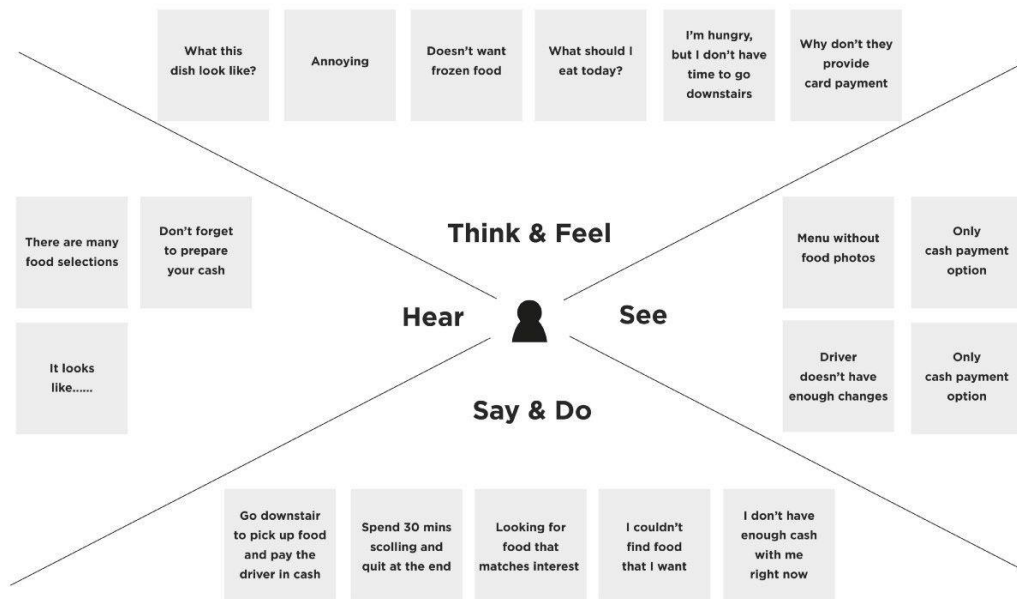 What this
dish look like?
Annoying
Doesn't want
frozen food
What should I
eat today?
I'm hungry,
but I don't have
time to go
downstairs
Why don't they
provide
card payment
Think & Feel
There are many
food selections
Don't forget
to prepare
your cash
It looks
like......
Hear
See
Menu without
food photos
Only
cash payment
option
Driver
doesn't have
enough changes
Only
cash payment
option
Say & Do
Go downstair
to pick up food
and pay the
driver in cash
Spend 30 mins
scolling and
quit at the end
Looking for
food that
matches interest
I couldn't
find food
that I want
I don't have
enough cash
with me
right now